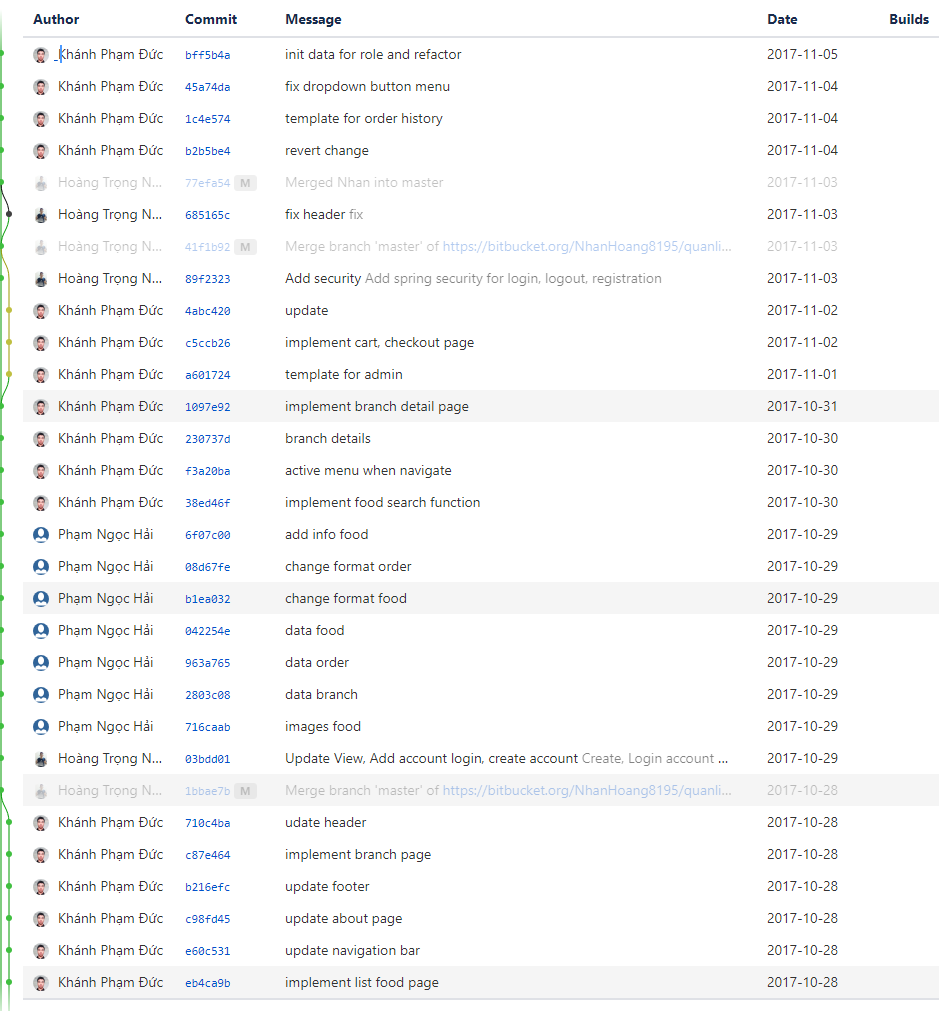 Author Commit Message Date Builds
Khánh Phạm Đức bff5b4a init data for role and refactor 2017-11-05
Khánh Phạm Đức 45a74da fix dropdown button menu 2017-11-04
Khánh Phạm Đức 1c4e574 template for order history 2017-11-04
Khánh Phạm Đức b2b5be4 revert change 2017-11-04
Hoàng Trọng N... 77efa54 M Merged Nhan into master 2017-11-03
Hoàng Trọng N... 685165c fix header fix 2017-11-03
Hoàng Trọng N... 41f1b92 M Merge branch 'master' of https://bitbucket.org/NhanHoang8195/quanli... 2017-11-03
Hoàng Trọng N... 89f2323 Add security Add spring security for login, logout, registration 2017-11-03
Khánh Phạm Đức 4abc420 update 2017-11-02
Khánh Phạm Đức c5ccb26 implement cart, checkout page 2017-11-02
Khánh Phạm Đức a601724 template for admin 2017-11-01
Khánh Phạm Đức 1097e92 implement branch detail page 2017-10-31
Khánh Phạm Đức 230737d branch details 2017-10-30
Khánh Phạm Đức f3a20ba active menu when navigate 2017-10-30
Khánh Phạm Đức 38ed46f implement food search function 2017-10-30
Phạm Ngọc Hải 6f07c00 add info food 2017-10-29
Phạm Ngọc Hải 08d67fe change format order 2017-10-29
Phạm Ngọc Hải b1ea032 change format food 2017-10-29
Phạm Ngọc Hải 042254e data food 2017-10-29
Phạm Ngọc Hải 963a765 data order 2017-10-29
Phạm Ngọc Hải 2803c08 data branch 2017-10-29
Phạm Ngọc Hải 716caab images food 2017-10-29
Hoàng Trọng N... 03bdd01 Update View, Add account login, create account Create, Login account ... 2017-10-29
Hoàng Trọng N... 1bbae7b M Merge branch 'master' of https://bitbucket.org/NhanHoang8195/quanli... 2017-10-28
Khánh Phạm Đức 710c4ba udate header 2017-10-28
Khánh Phạm Đức c87e464 implement branch page 2017-10-28
Khánh Phạm Đức b216efc update footer 2017-10-28
Khánh Phạm Đức c98fd45 update about page 2017-10-28
Khánh Phạm Đức e60c531 update navigation bar 2017-10-28
Khánh Phạm Đức eb4ca9b implement list food page 2017-10-28